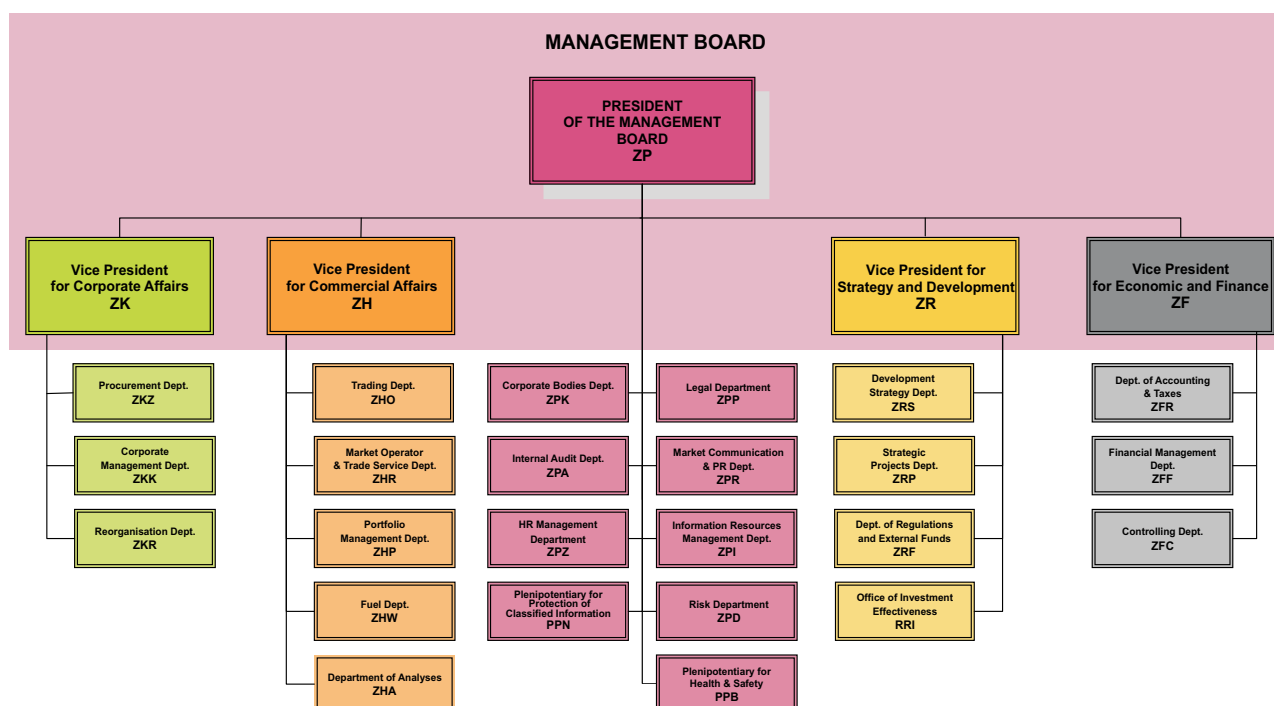 MANAGEMENT BOARD
PRESIDENT
OF THE MANAGEMENT
BOARD
ZP
Vice President
for Corporate Affairs
ZK
Vice President
for Commercial Affairs
ZH
Vice President for
Strategy and Development
ZR
Vice President
for Economic and Finance
ZF
Procurement Dept.
ZKZ
Corporate
Management Dept.
ZKK
Reorganisation Dept.
ZKR
Trading Dept.
ZHO
Market Operator
& Trade Service Dept.
ZHR
Portfolio
Management Dept.
ZHP
Fuel Dept.
ZHW
Department of Analyses
ZHA
Corporate Bodies Dept.
ZPK
Internal Audit Dept.
ZPA
HR Management
Department
ZPZ
Plenipotentiary for
Protection of
Classified Information
PPN
Legal Department
ZPP
Market Communication
& PR Dept.
ZPR
Information Resources
Management Dept.
ZPI
Risk Department
ZPD
Plenipotentiary for
Health & Safety
PPB
Development
Strategy Dept.
ZRS
Strategic
Projects Dept.
ZRP
Dept. of Regulations
and External Funds
ZRF
Office of Investment
Effectiveness
RRI
Dept. of Accounting
& Taxes
ZFR
Financial Management
Dept.
ZFF
Controlling Dept.
ZFC